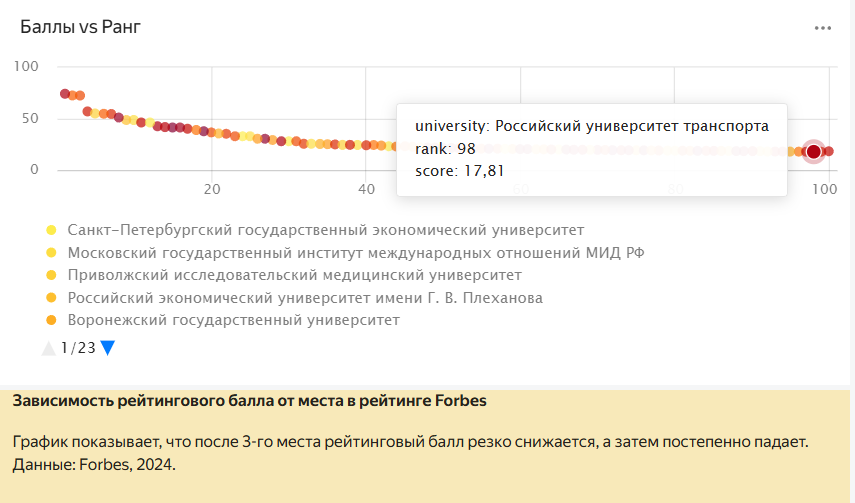 Баллы vs Ранг
100
50
0
university: Российский университет транспорта
rank: 98
score: 17,81
20
40
60
80
100
Санкт-Петербургский государственный экономический университет
Московский государственный институт международных отношений МИД РФ
Приволжский исследовательский медицинский университет
Российский экономический университет имени Г. В. Плеханова
Воронежский государственный университет
1/23
Зависимость рейтингового балла от места в рейтинге Forbes
График показывает, что после 3-го места рейтинговый балл резко снижается, а затем постепенно падает.
Данные: Forbes, 2024.